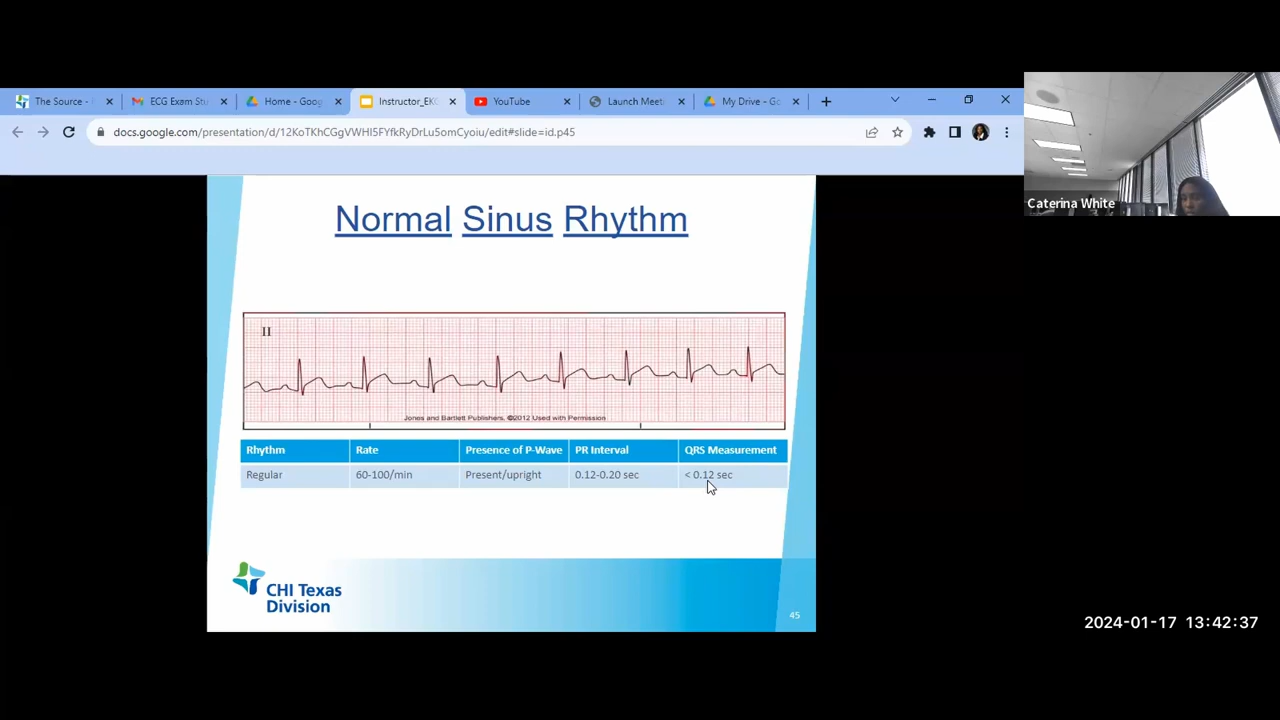 The Source -
ECG Exam Stu
Home - Goog
Instructor_EK
YouTube
Launch Meeti
My Drive - Go
docs.google.com/presentation/d/12KoTKhCGgVWHI5FYfkRyDrLu5omCyoiu/edit#slide=id.p45
Caterina White
Normal Sinus Rhythm
II
Jones and Bartlett Publishers. ©2012 Used with Permission
Rhythm Rate Presence of P-Wave PR Interval QRS Measurement
Regular 60-100/min Present/upright 0.12-0.20 sec < 0.12 sec
CHI Texas
Division
45
2024-01-17 13:42:37